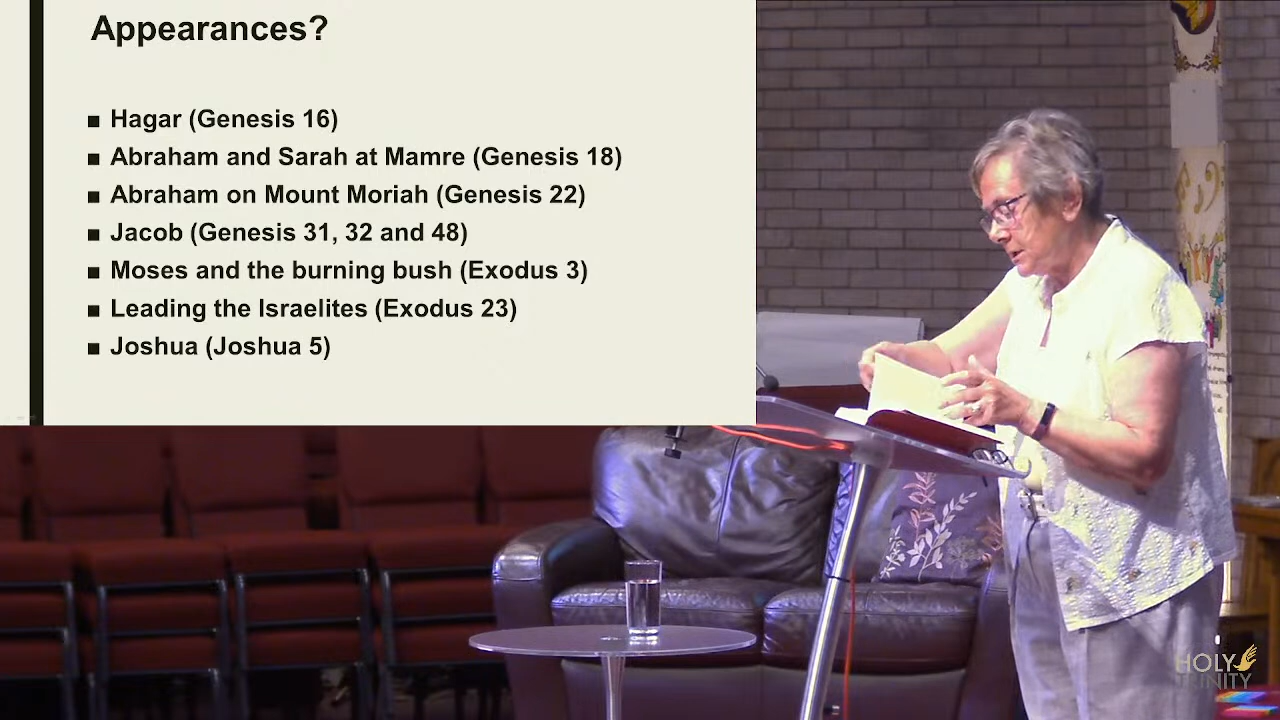 Appearances?
■ Hagar (Genesis 16)
■ Abraham and Sarah at Mamre (Genesis 18)
■ Abraham on Mount Moriah (Genesis 22)
■ Jacob (Genesis 31, 32 and 48)
■ Moses and the burning bush (Exodus 3)
■ Leading the Israelites (Exodus 23)
■ Joshua (Joshua 5)
HOLY
TRINITY